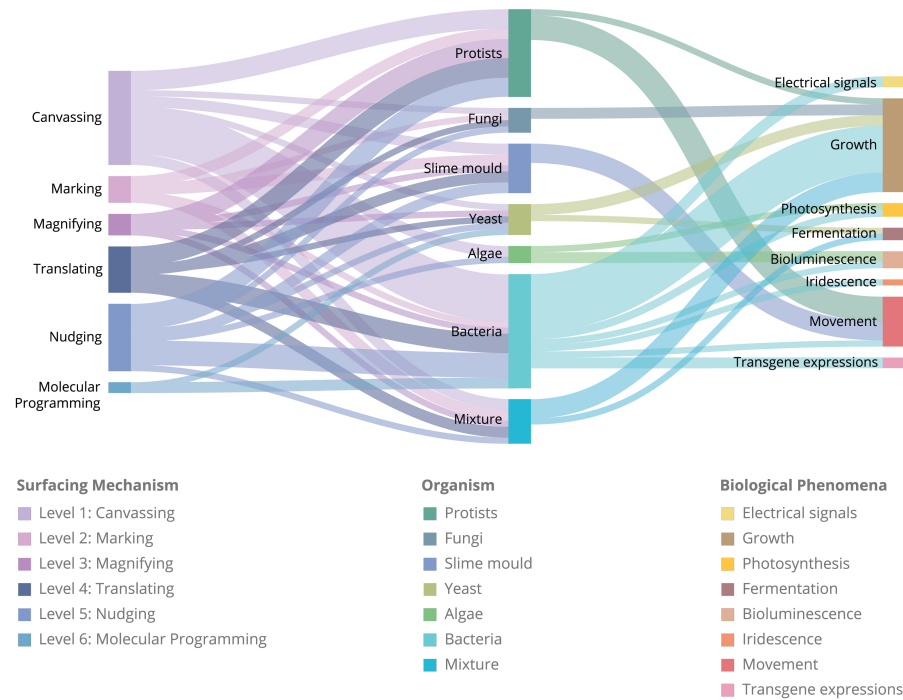 Canvassing
Marking
Magnifying
Translating
Nudging
Molecular
Programming
Protists
Fungi
Slime mould
Yeast
Algae
Bacteria
Mixture
Electrical signals
Growth
Photosynthesis
Fermentation
Bioluminescence
Iridescence
Movement
Transgene expressions
Surfacing Mechanism
Level 1: Canvassing
Level 2: Marking
Level 3: Magnifying
Level 4: Translating
Level 5: Nudging
Level 6: Molecular Programming
Organism
Protists
Fungi
Slime mould
Yeast
Algae
Bacteria
Mixture
Biological Phenomena
Electrical signals
Growth
Photosynthesis
Fermentation
Bioluminescence
Iridescence
Movement
Transgene expressions